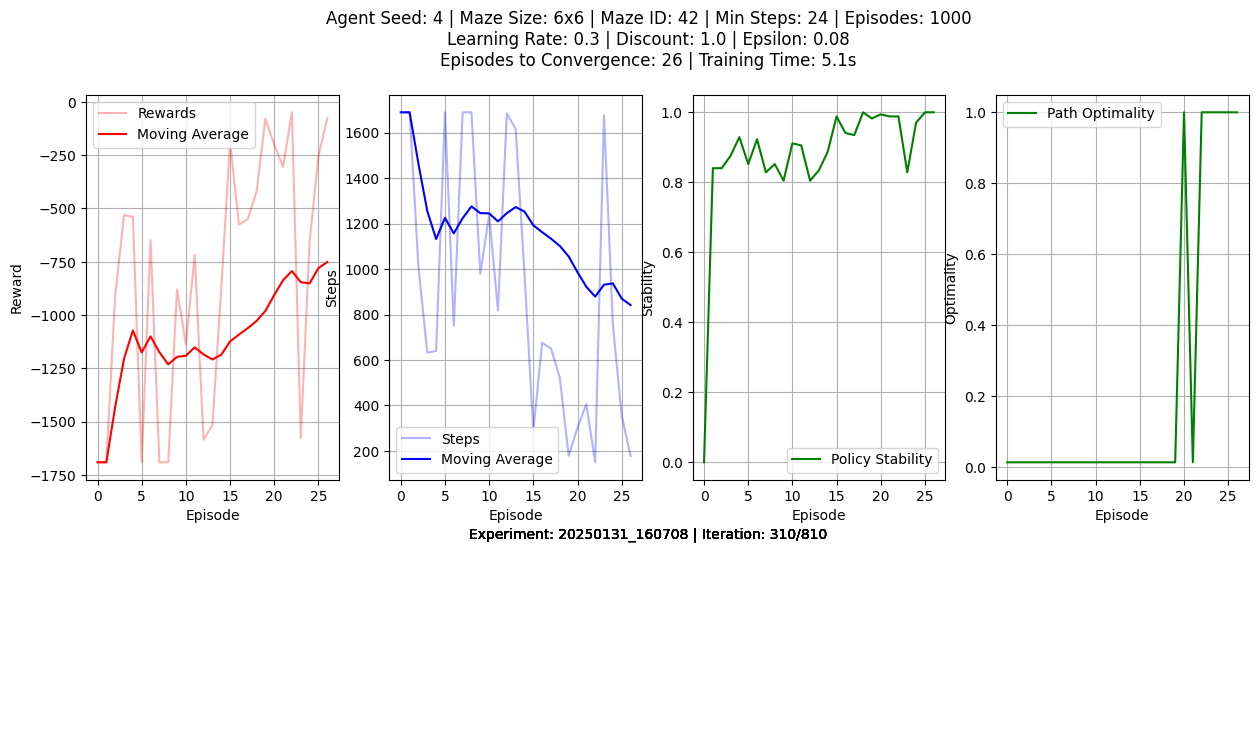 Agent Seed: 4 | Maze Size: 6x6 | Maze ID: 42 | Min Steps: 24 | Episodes: 1000
Learning Rate: 0.3 | Discount: 1.0 | Epsilon: 0.08
Episodes to Convergence: 26 | Training Time: 5.1s
Reward
0
−250
−500
−750
−1000
−1250
−1500
−1750
Rewards
Moving Average
0 5 10 15 20 25
Episode
Steps
1600
1400
1200
1000
800
600
400
200
Steps
Moving Average
0 5 10 15 20 25
Episode
Stability
1.0
0.8
0.6
0.4
0.2
0.0
Policy Stability
0 5 10 15 20 25
Episode
Optimality
1.0
0.8
0.6
0.4
0.2
0.0
Path Optimality
0 5 10 15 20 25
Episode
Experiment: 20250131_160708 | Iteration: 310/810